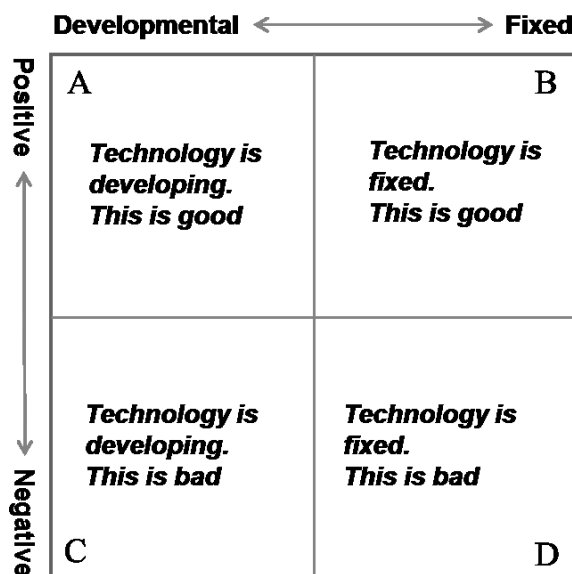 Developmental Fixed
Positive
A
Technology is
developing.
This is good
B
Technology is
fixed.
This is good
Negative
Technology is
developing.
This is bad
C
Technology is
fixed.
This is bad
D